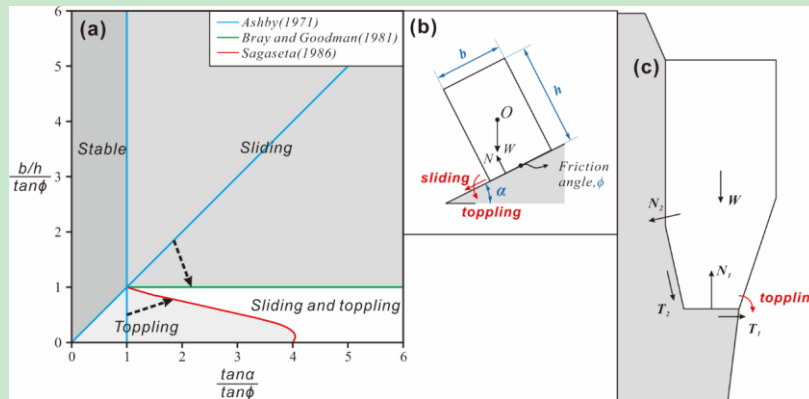 (a)
Ashby(1971)
Bray and Goodman(1981)
Sagaseta(1986)
6
5
4
3
2
1
0
b/h
tanϕ
Stable
Sliding
Sliding and toppling
Toppling
0 1 2 3 4 5 6
tanα
tanϕ
(b)
b
h
O
W
N
sliding
α
toppling
Friction
angle,ϕ
(c)
N2
W
N1
topplin
T2
T1